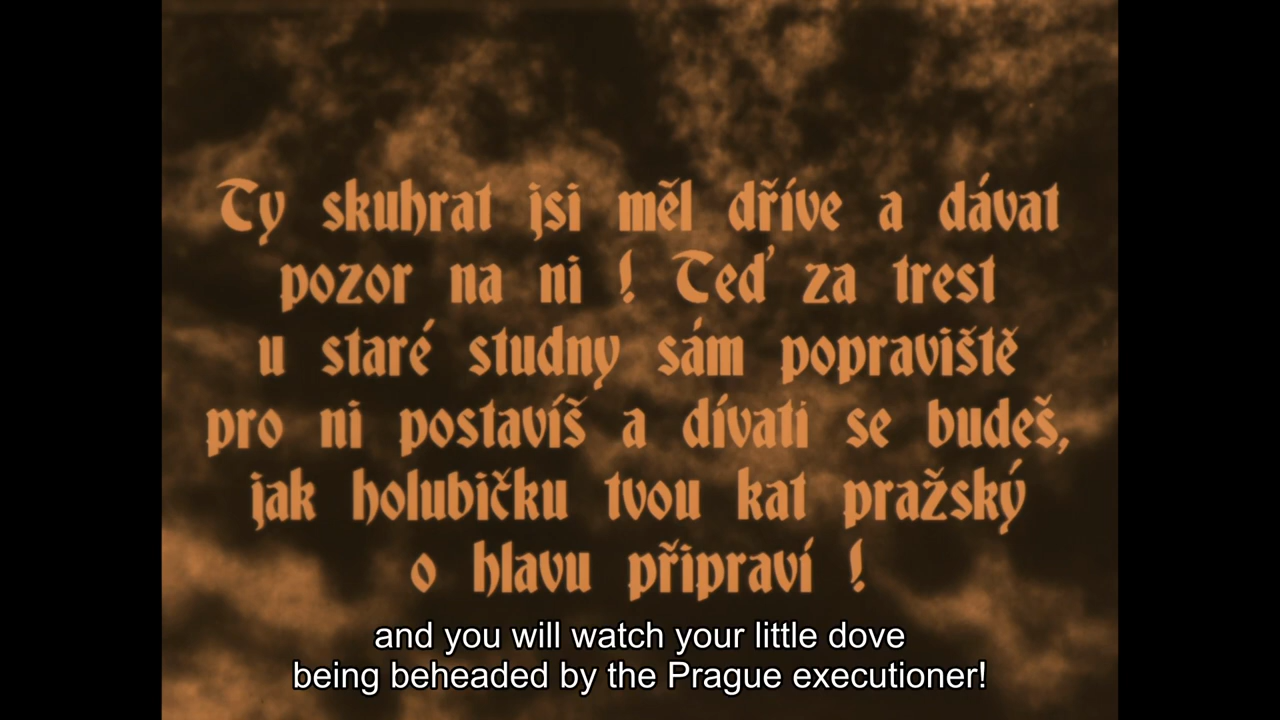 Ty skuhrat jsi měl dříve a dávat
pozor na ni ! Teď za trest
u staré studny sám popraviště
pro ni postavíš a dívati se budeš,
jak holubičku tvou kat pražský
o hlavu připraví !
and you will watch your little dove
being beheaded by the Prague executioner!